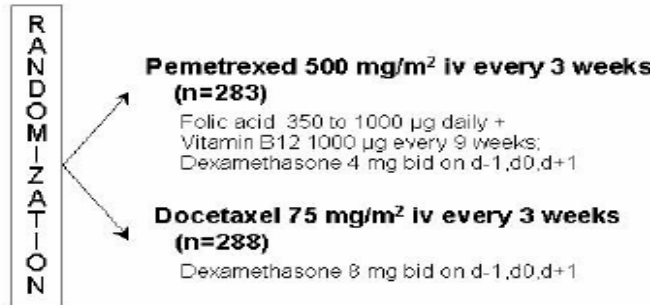 RANDOMIZATION
Pemetrexed 500 mg/m² iv every 3 weeks
(n=283)
Folic acid 350 to 1000 µg daily +
Vitamin B12 1000 µg every 9 weeks;
Dexamethasone 4 mg bid on d-1,d0,d+1
Docetaxel 75 mg/m² iv every 3 weeks
(n=288)
Dexamethasone 8 mg bid on d-1,d0,d+1